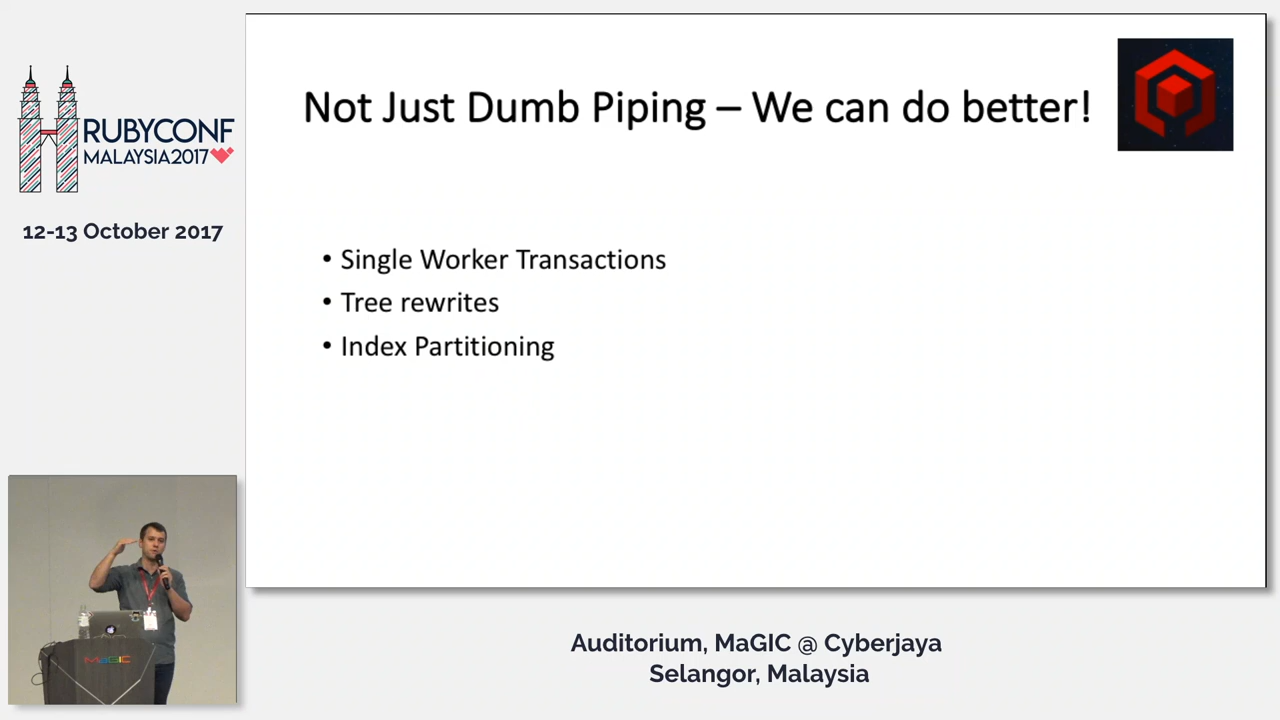 RUBYCONF
MALAYSIA2017
12-13 October 2017
Not Just Dumb Piping – We can do better!
• Single Worker Transactions
• Tree rewrites
• Index Partitioning
MaGIC
Auditorium, MaGIC @ Cyberjaya
Selangor, Malaysia